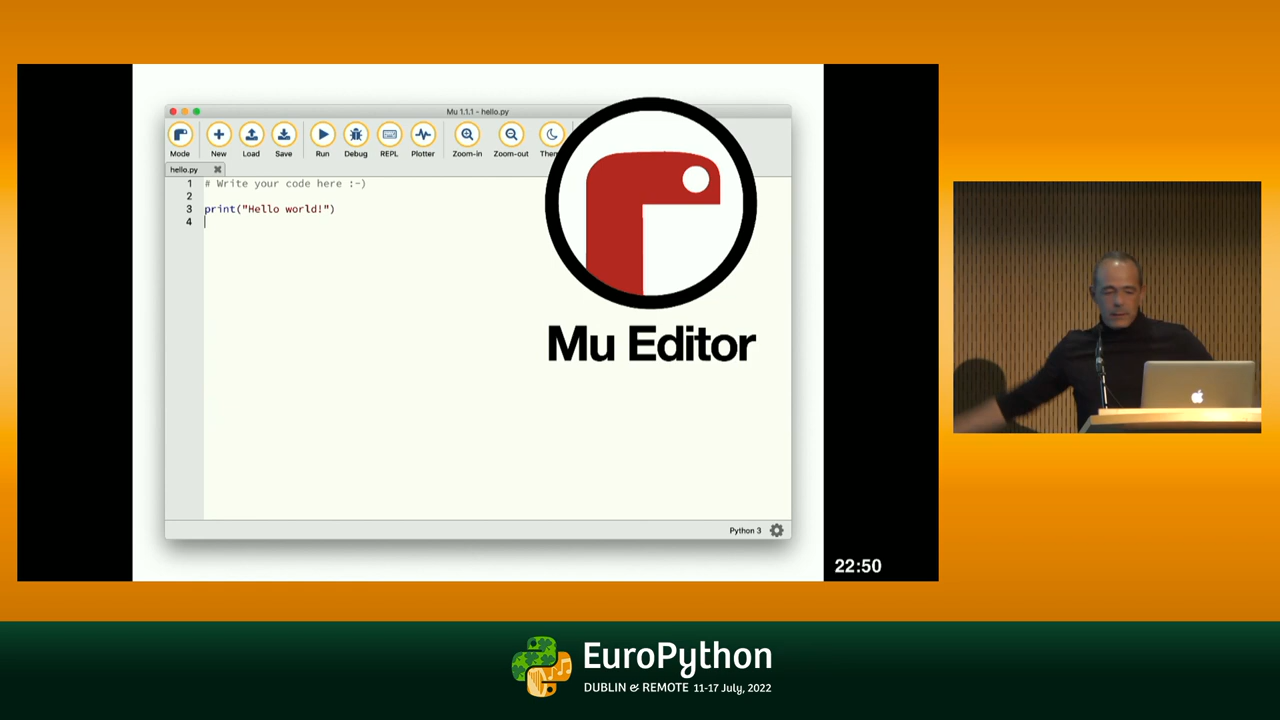 Mu 1.1.1 - hello.py
Mode New Load Save Run Debug REPL Plotter Zoom-in Zoom-out
hello.py
1 # Write your code here :-)
2
3 print("Hello world!")
4
Mu Editor
Python 3
22:50
EuroPython
DUBLIN & REMOTE 11-17 July, 2022